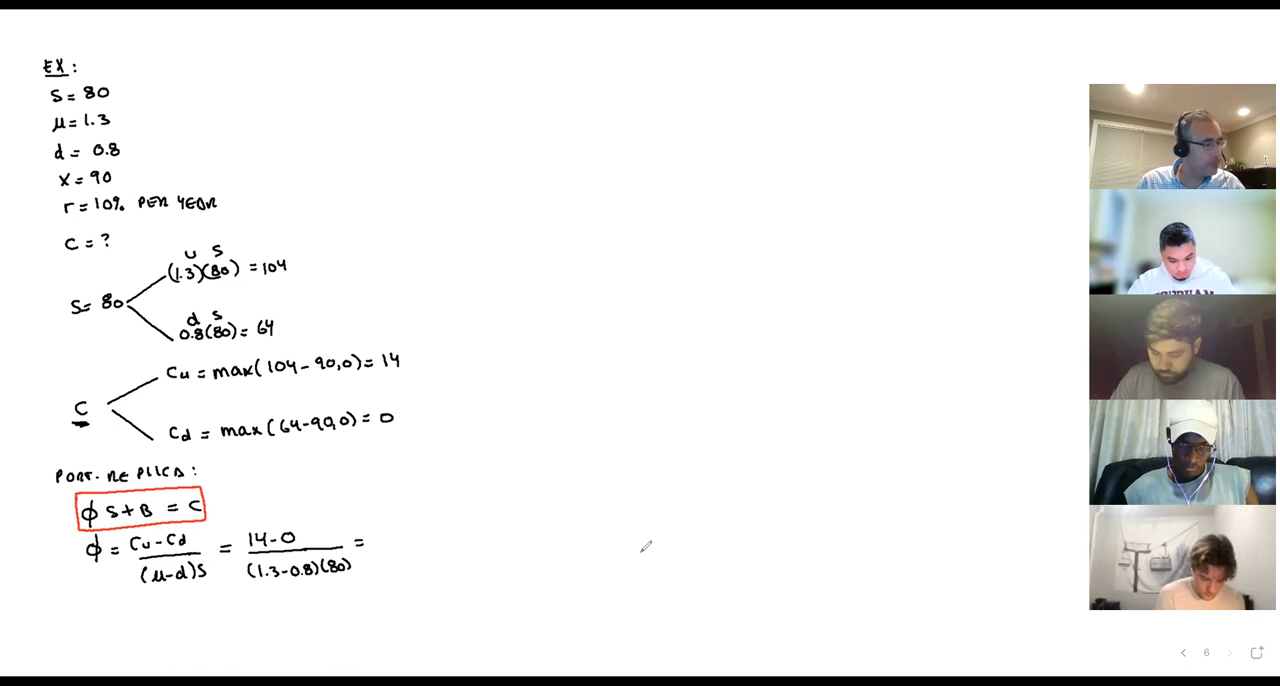 EX:
S = 80
μ = 1.3
d = 0.8
X = 90
r = 10% PER YEAR
C = ?
u S
(1.3)(80) = 104
S = 80
d S
0.8(80) = 64
Cu = max(104 - 90, 0) = 14
C
Cd = max(64 - 90, 0) = 0
PORT. REPLICA:
ϕ S + B = C
ϕ = Cu - Cd / (μ - d)S = 14 - 0 / (1.3 - 0.8)(80) =
6